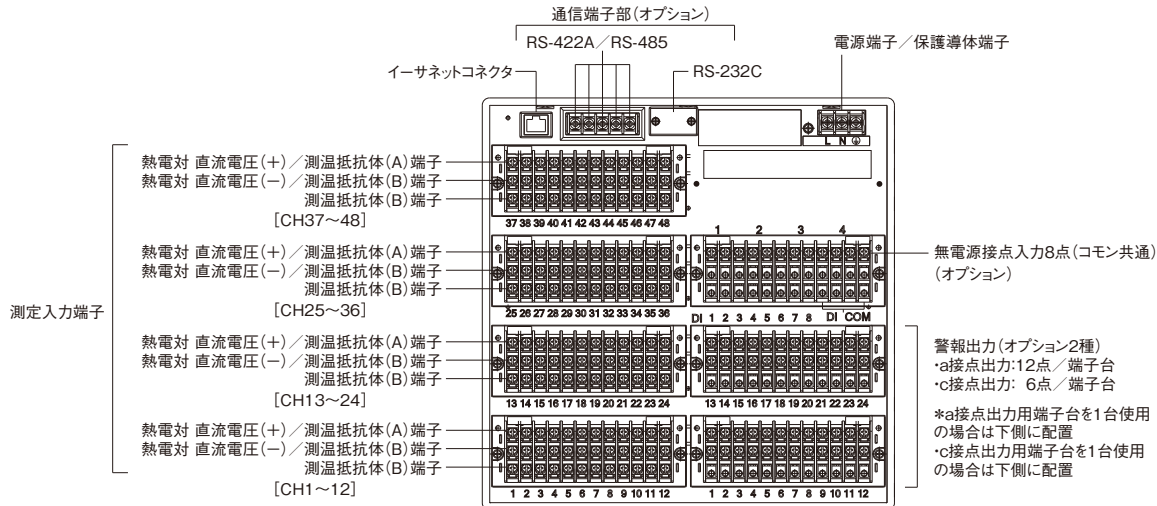 通信端子部(オプション)
RS-422A／RS-485
電源端子／保護導体端子
イーサネットコネクタ
RS-232C
L N
熱電対 直流電圧(＋)／測温抵抗体(A)端子
熱電対 直流電圧(－)／測温抵抗体(B)端子
測温抵抗体(B)端子
[CH37〜48]
37 38 39 40 41 42 43 44 45 46 47 48
1 2 3 4
熱電対 直流電圧(＋)／測温抵抗体(A)端子
熱電対 直流電圧(－)／測温抵抗体(B)端子
測温抵抗体(B)端子
[CH25〜36]
25 26 27 28 29 30 31 32 33 34 35 36
DI 1 2 3 4 5 6 7 8 DI COM
無電源接点入力8点(コモン共通)
(オプション)
測定入力端子
熱電対 直流電圧(＋)／測温抵抗体(A)端子
熱電対 直流電圧(－)／測温抵抗体(B)端子
測温抵抗体(B)端子
[CH13〜24]
13 14 15 16 17 18 19 20 21 22 23 24
13 14 15 16 17 18 19 20 21 22 23 24
警報出力(オプション2種)
・a接点出力:12点／端子台
・c接点出力: 6点／端子台
＊a接点出力用端子台を1台使用
の場合は下側に配置
・c接点出力用端子台を1台使用
の場合は下側に配置
熱電対 直流電圧(＋)／測温抵抗体(A)端子
熱電対 直流電圧(－)／測温抵抗体(B)端子
測温抵抗体(B)端子
[CH1〜12]
1 2 3 4 5 6 7 8 9 10 11 12
1 2 3 4 5 6 7 8 9 10 11 12